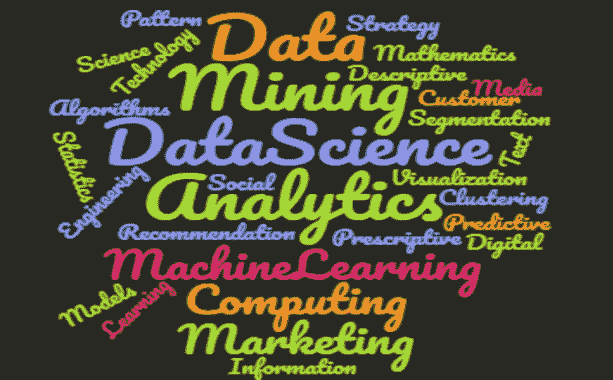 Pattern
Data
Strategy
Science
Technology
Mathematics
Mining
Descriptive
Media
Customer
Algorithms
Segmentation
DataScience
Text
Statistics
Social
Visualization
Engineering
Analytics
Clustering
Predictive
Recommendation
Prescriptive
Digital
MachineLearning
Models
Learning
Computing
Marketing
Information